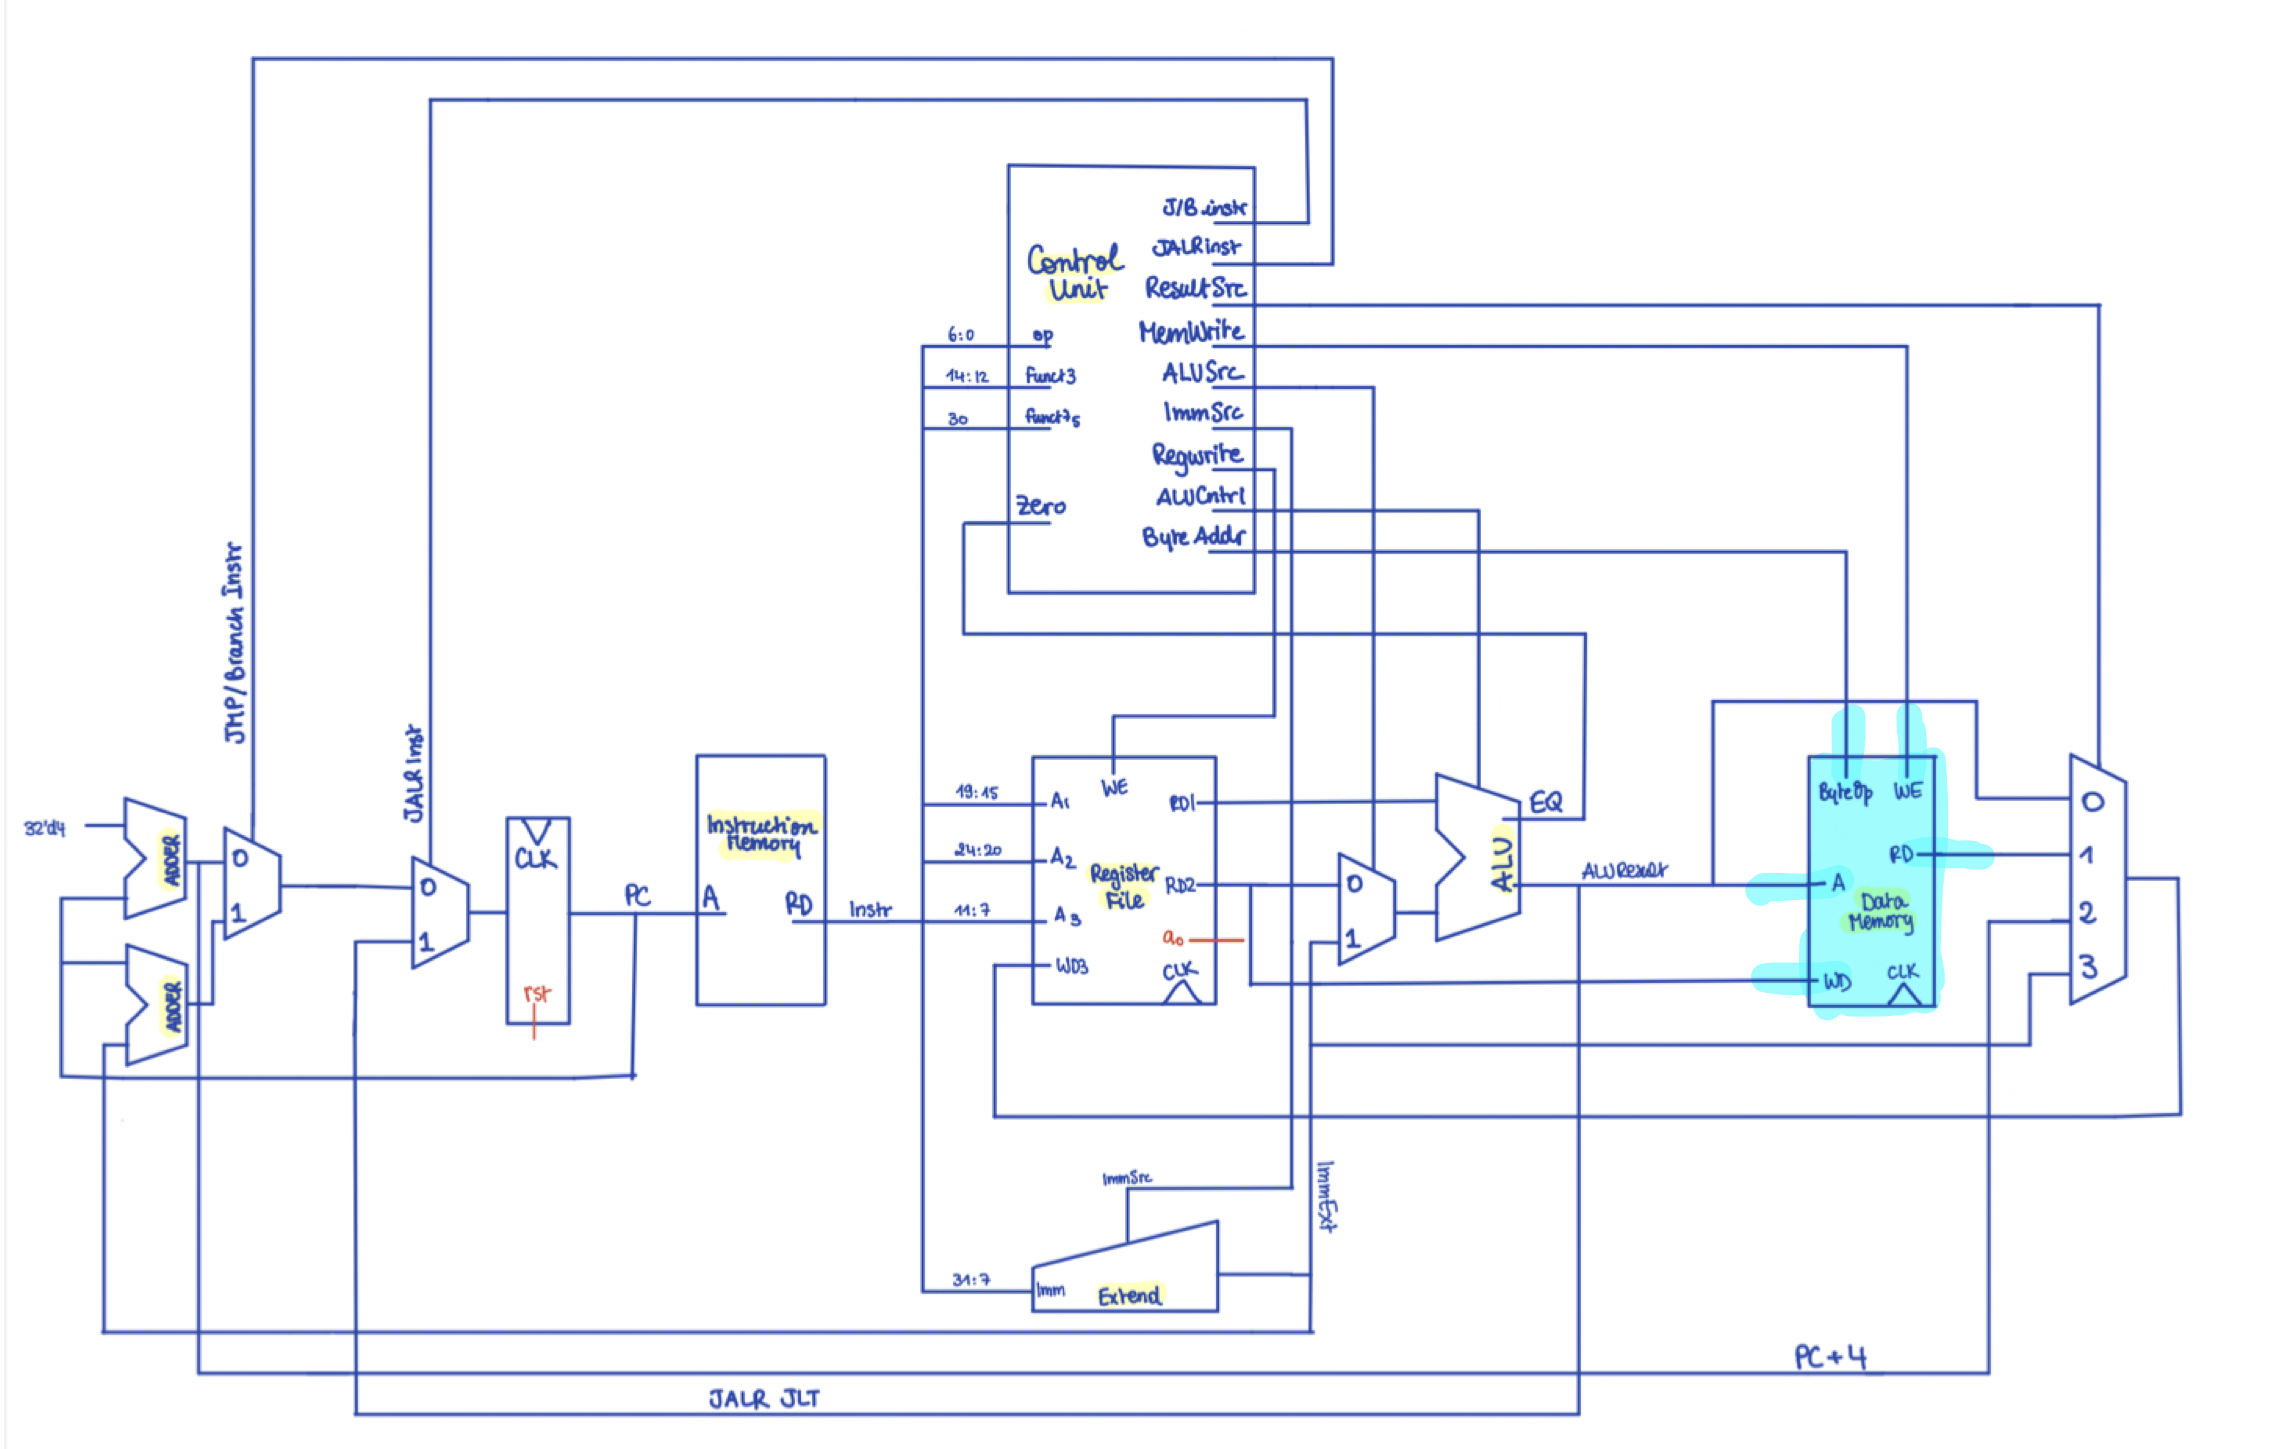 J/B.instr
JALRinst
Control
Unit
ResultSrc
6:0
op
MemWrite
14:12
funct3
ALUSrc
30
funct7₅
ImmSrc
Regwrite
Zero
ALUCntrl
Byte Addr
JMP/Branch Instr
JALR Instr
32'd4
ADDER
0
1
ADDER
0
1
CLK
rst
PC
A
Instruction
Memory
RD
Instr
19:15
A1
WE
RD1
24:20
A2
Register
File
RD2
11:7
A3
a₀
WD3
CLK
0
1
ALU
EQ
ALUResult
ByteOp
WE
RD
A
Data
Memory
WD
CLK
0
1
2
3
ImmSrc
ImmExt
31:7
Imm
Extend
PC+4
JALR JLT